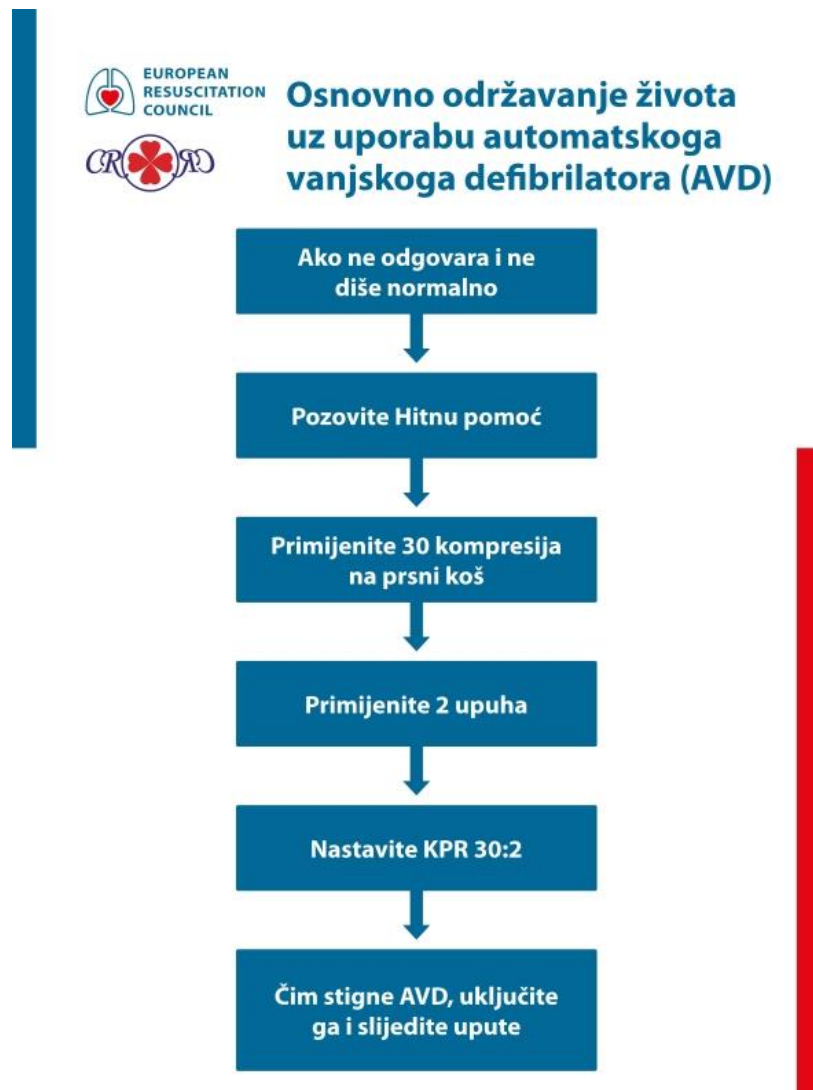 EUROPEAN
RESUSCITATION
COUNCIL
Osnovno održavanje života
uz uporabu automatskoga
vanjskoga defibrilatora (AVD)
Ako ne odgovara i ne
diše normalno
Pozovite Hitnu pomoć
Primijenite 30 kompresija
na prsni koš
Primijenite 2 upuha
Nastavite KPR 30:2
Čim stigne AVD, uključite
ga i slijedite upute